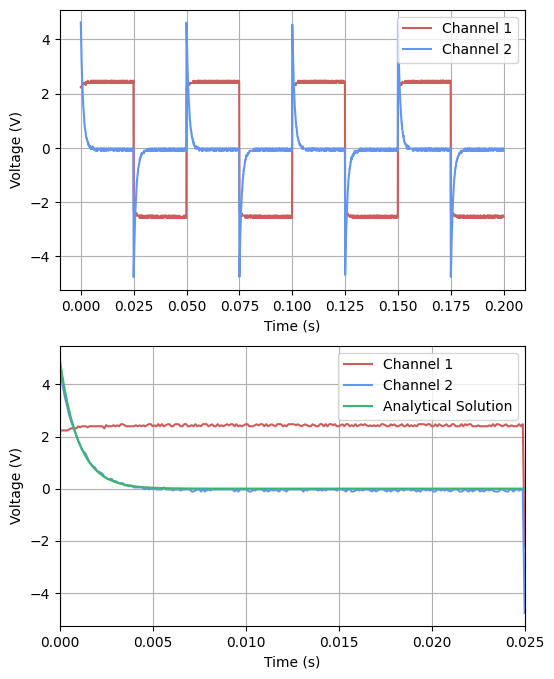 Channel 1
Channel 2
4
2
0
−2
−4
Voltage (V)
0.000 0.025 0.050 0.075 0.100 0.125 0.150 0.175 0.200
Time (s)
Channel 1
Channel 2
Analytical Solution
4
2
0
−2
−4
Voltage (V)
0.000 0.005 0.010 0.015 0.020 0.025
Time (s)